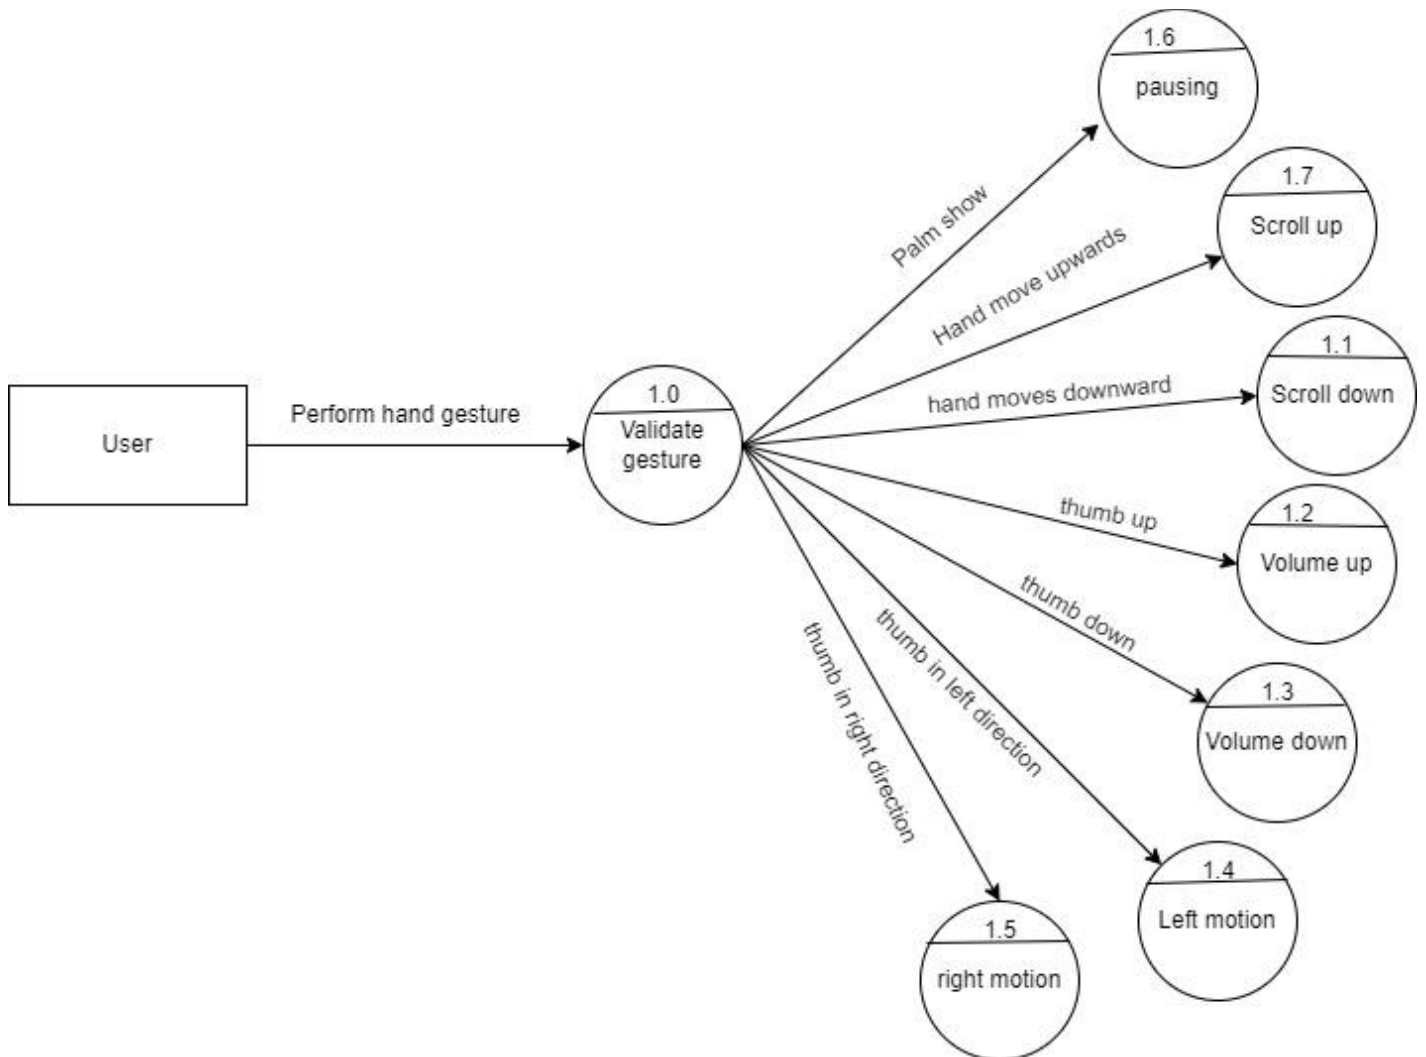 1.6
pausing
Palm show
1.7
Scroll up
Hand move upwards
1.1
Scroll down
hand moves downward
User
Perform hand gesture
1.0
Validate
gesture
thumb up
1.2
Volume up
thumb down
1.3
Volume down
thumb in left direction
1.4
Left motion
thumb in right direction
1.5
right motion